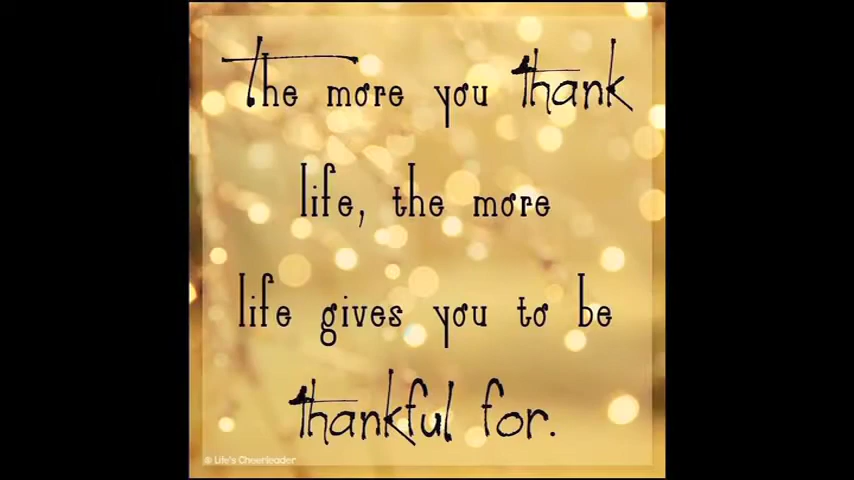 The more you thank
life, the more
life gives you to be
thankful for.
© Life's Cheerleader